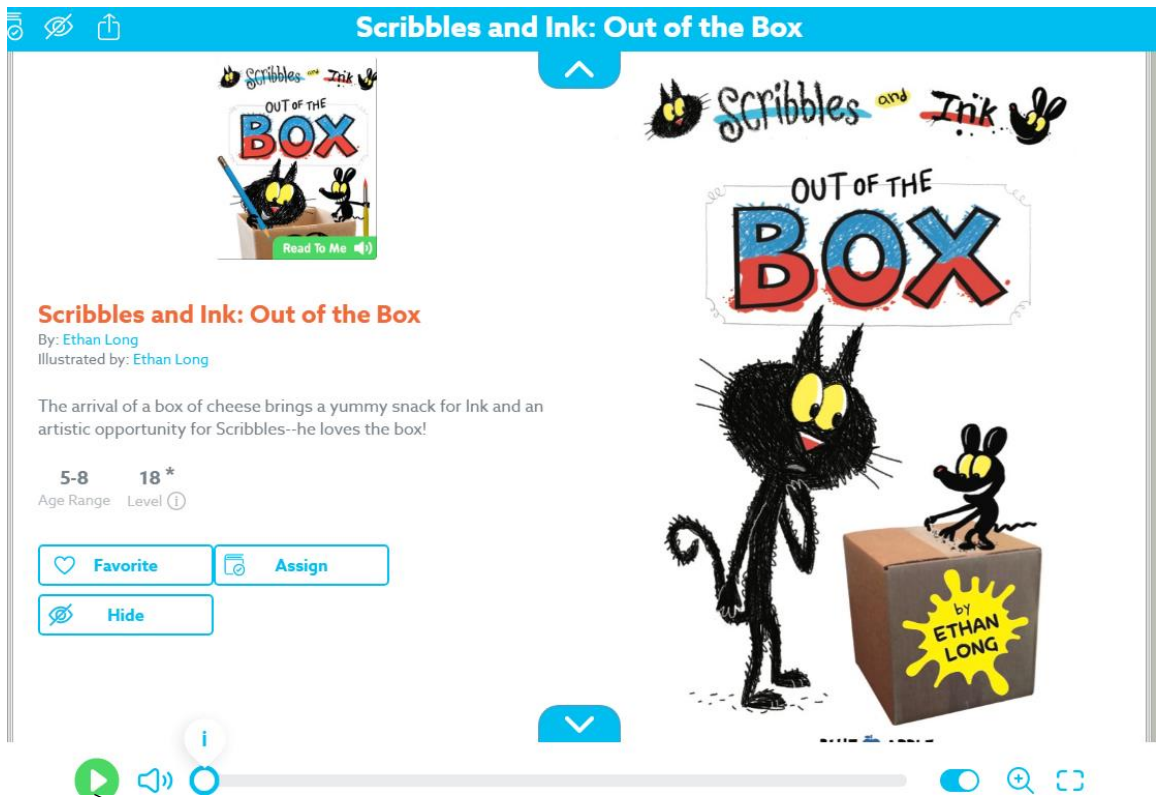 Scribbles and Ink: Out of the Box
Scribbles and Ink
OUT OF THE
BOX
Read To Me
Scribbles and Ink: Out of the Box
By: Ethan Long
Illustrated by: Ethan Long
The arrival of a box of cheese brings a yummy snack for Ink and an
artistic opportunity for Scribbles--he loves the box!
5-8 18 *
Age Range Level i
Favorite Assign
Hide
Scribbles and Ink
OUT OF THE
BOX
by
ETHAN
LONG
BLUE APPLE
i